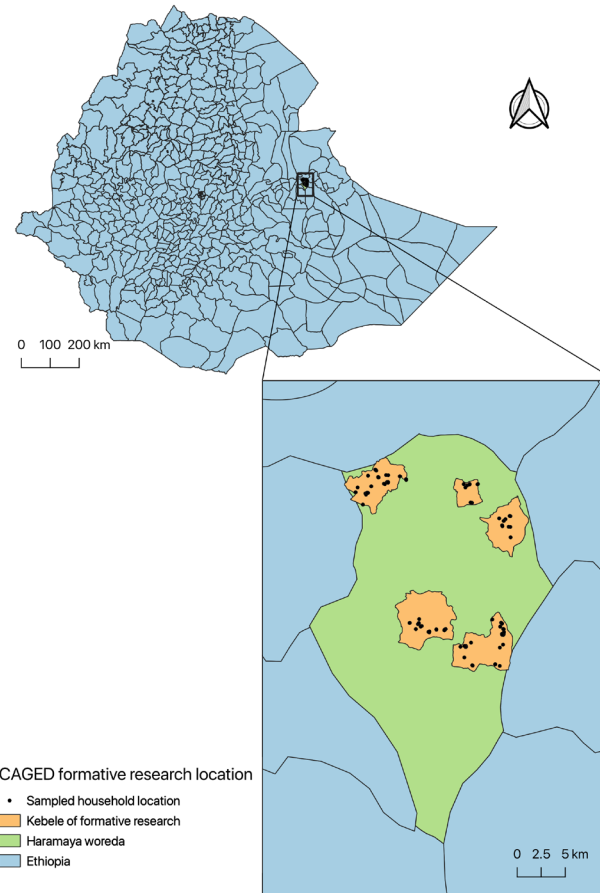 0 100 200 km
CAGED formative research location
Sampled household location
Kebele of formative research
Haramaya woreda
Ethiopia
0 2.5 5 km